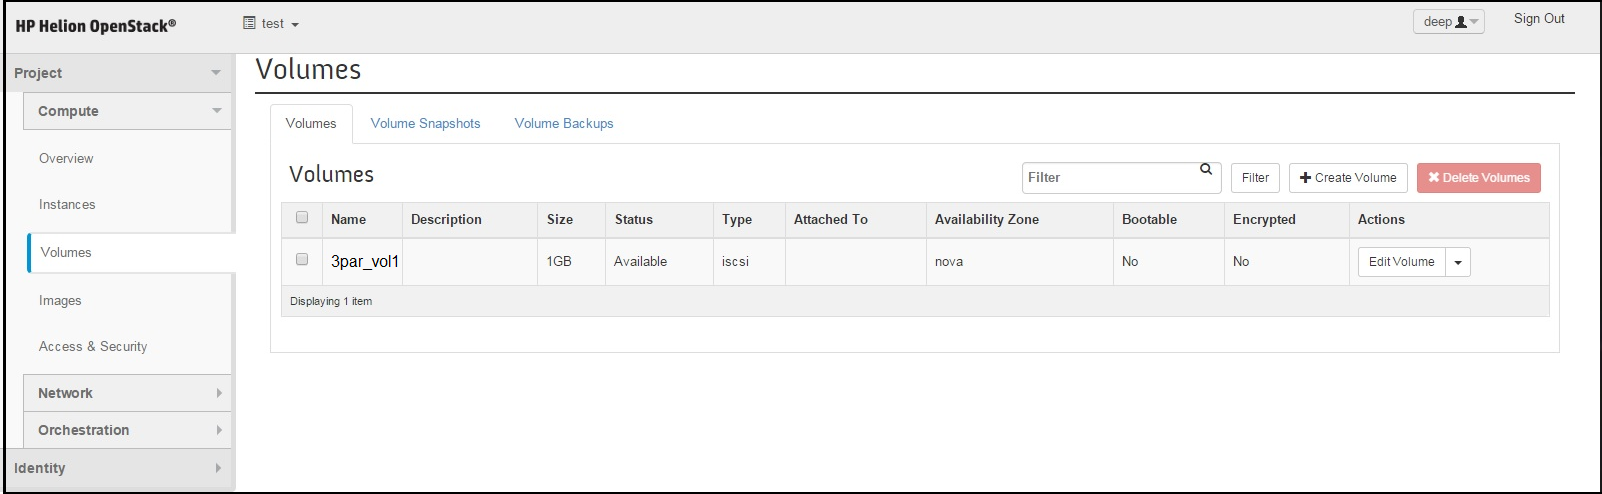 HP Helion OpenStack®
test
deep
Sign Out
Project
Compute
Overview
Instances
Volumes
Images
Access & Security
Network
Orchestration
Identity
Volumes
Volumes Volume Snapshots Volume Backups
Volumes
Filter Filter Create Volume Delete Volumes
Name Description Size Status Type Attached To Availability Zone Bootable Encrypted Actions
3par_vol1 1GB Available iscsi nova No No Edit Volume
Displaying 1 item